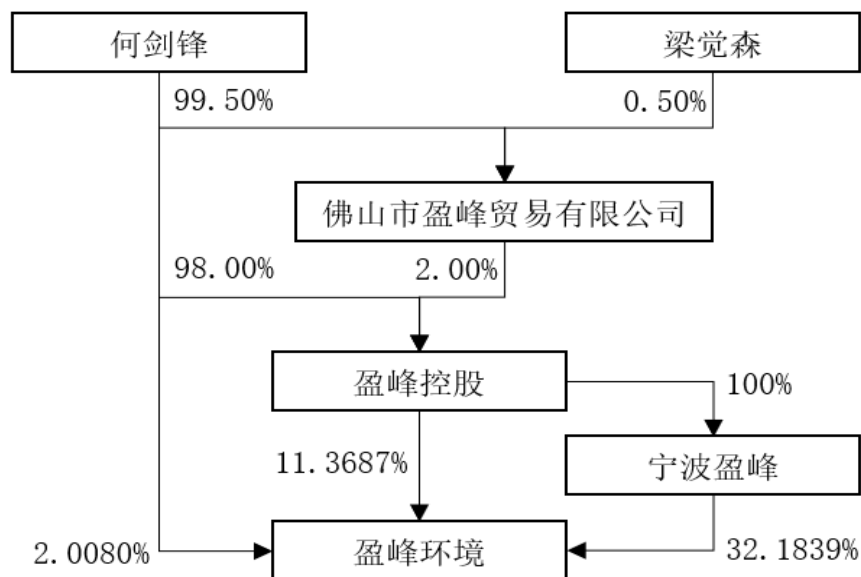 何剑锋
梁觉森
99.50%
0.50%
佛山市盈峰贸易有限公司
98.00%
2.00%
盈峰控股
100%
11.3687%
宁波盈峰
2.0080%
盈峰环境
32.1839%